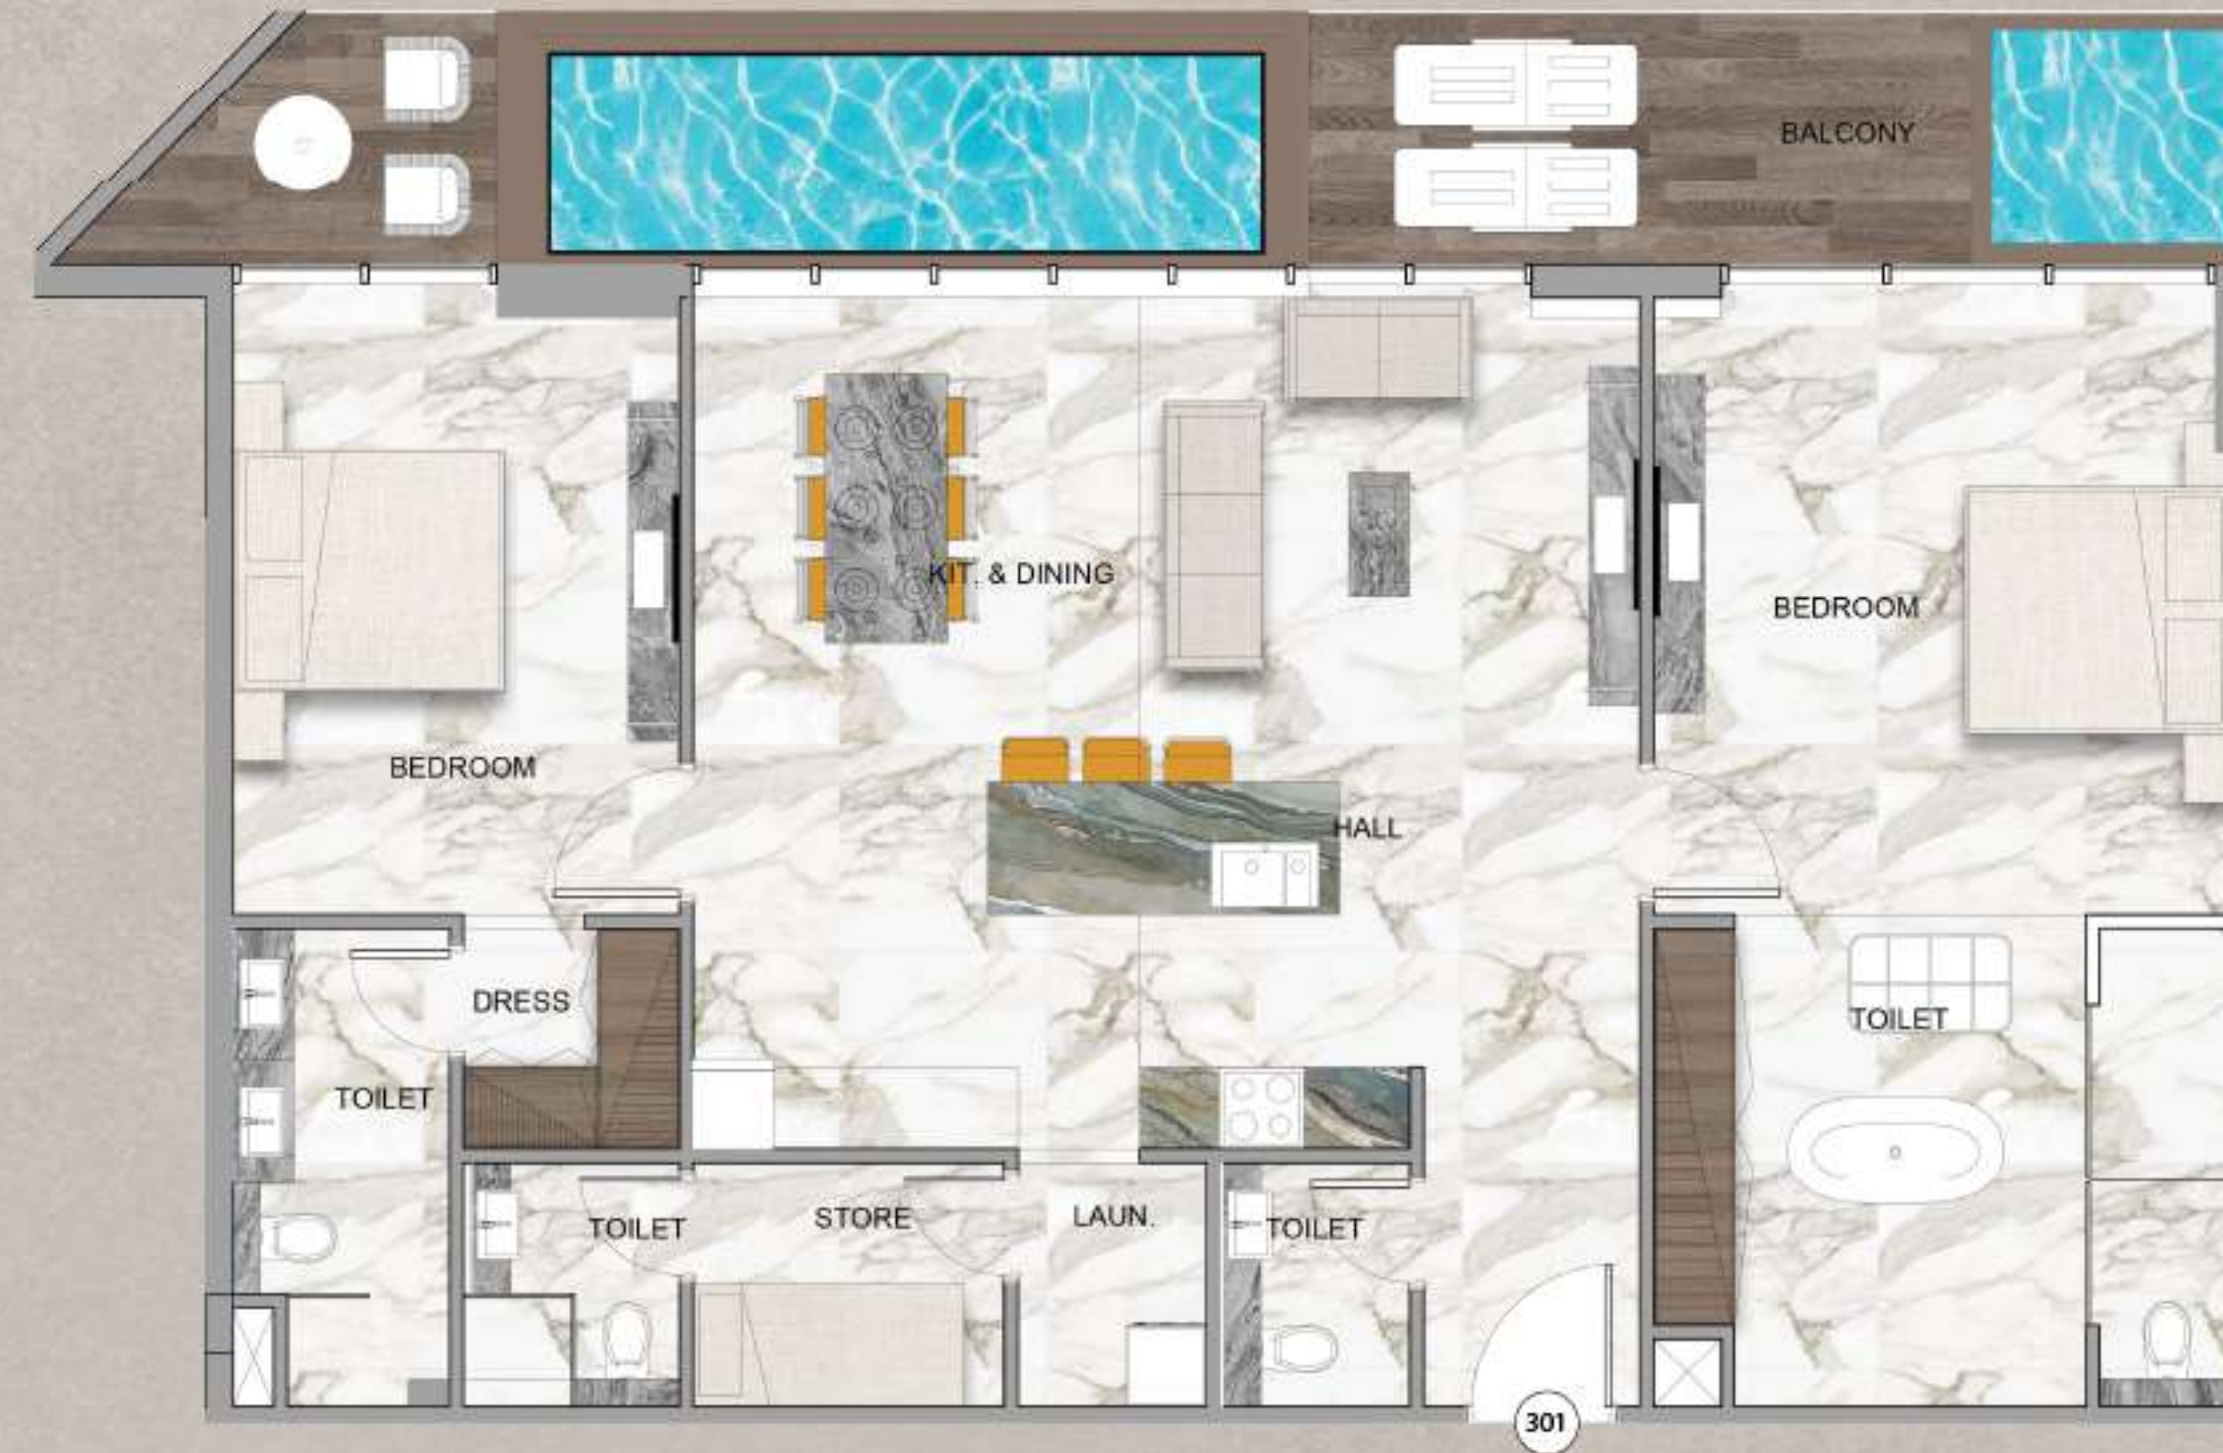 BALCONY
KIT. & DINING
BEDROOM
BEDROOM
HALL
DRESS
TOILET
TOILET
TOILET
STORE
LAUN.
TOILET
301